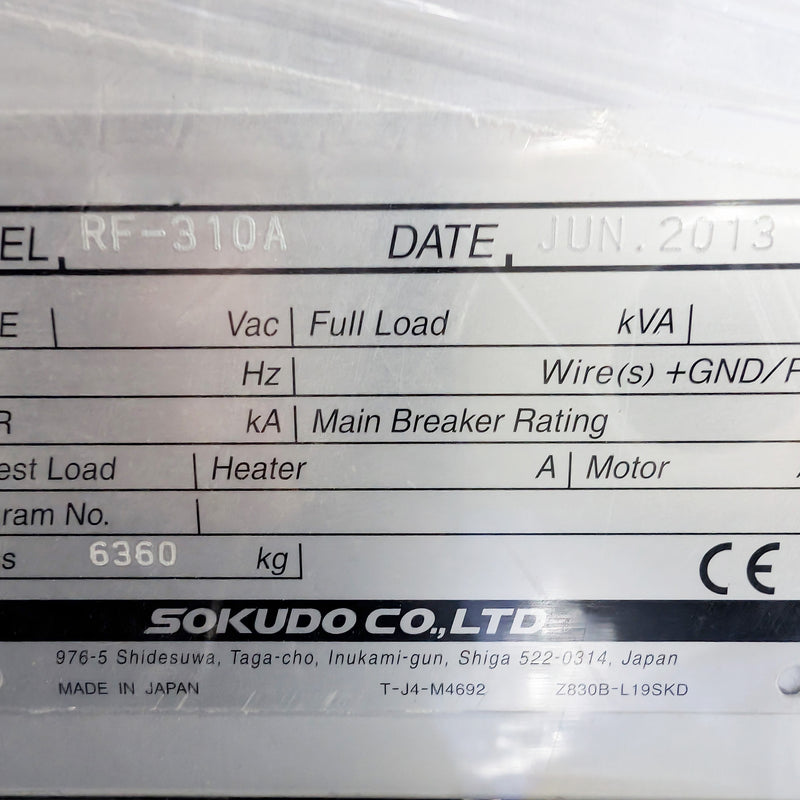 EL RF-310A DATE JUN.2013
E Vac Full Load kVA
Hz Wire(s) +GND/F
R kA Main Breaker Rating
est Load Heater A Motor
ram No.
s 6360 kg CE
SOKUDO CO.,LTD
976-5 Shidesuwa, Taga-cho, Inukami-gun, Shiga 522-0314, Japan
MADE IN JAPAN T-J4-M4692 Z830B-L19SKD